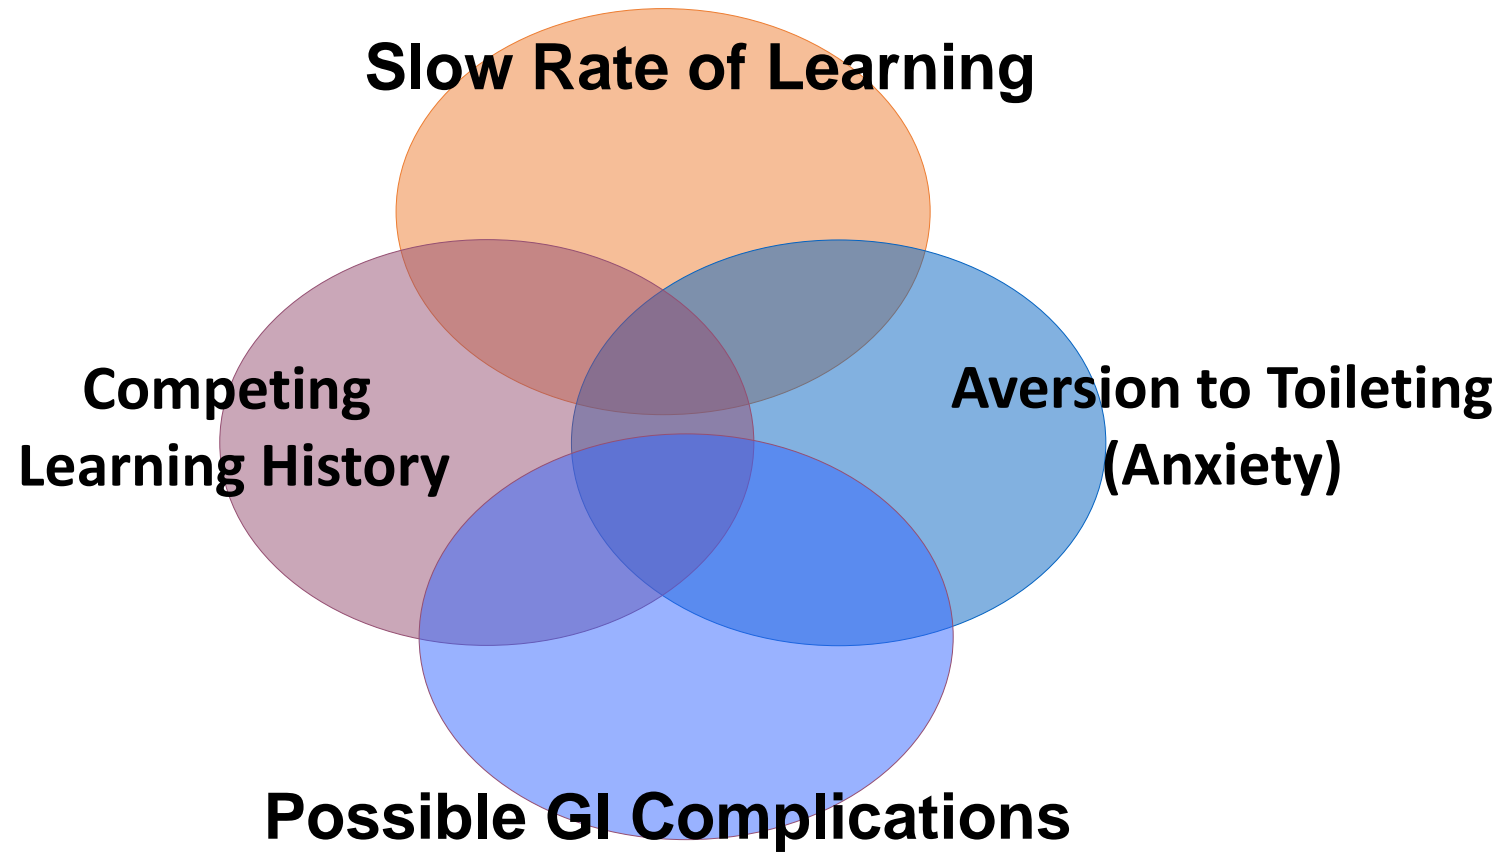 Slow Rate of Learning
Competing
Learning History
Aversion to Toileting
(Anxiety)
Possible GI Complications